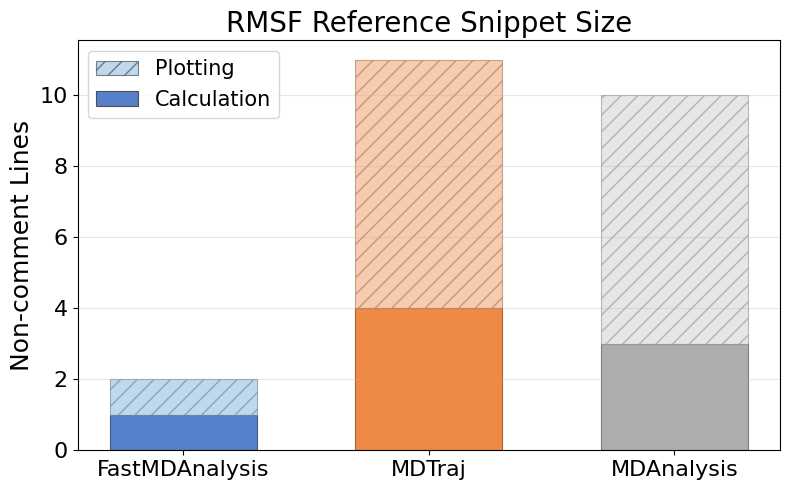 RMSF Reference Snippet Size
Plotting
Calculation
Non-comment Lines
10
8
6
4
2
0
FastMDAnalysis
MDTraj
MDAnalysis